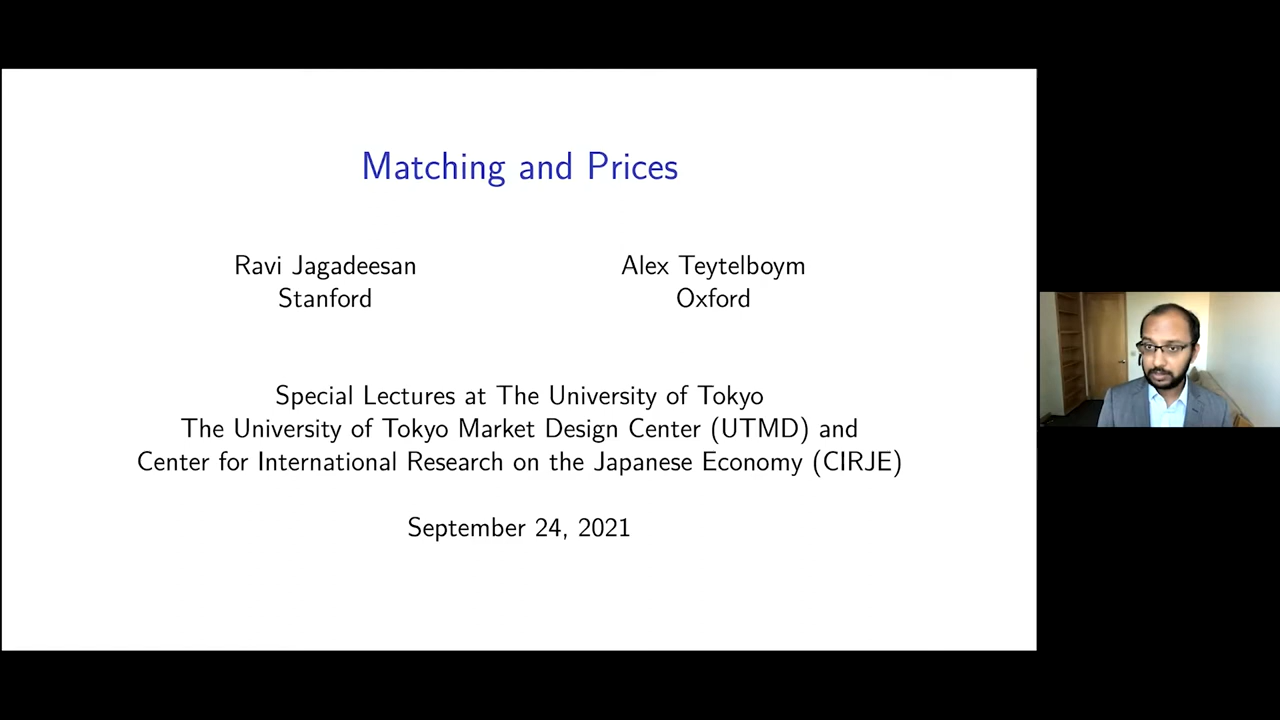 Matching and Prices
Ravi Jagadeesan
Stanford
Alex Teytelboym
Oxford
Special Lectures at The University of Tokyo
The University of Tokyo Market Design Center (UTMD) and
Center for International Research on the Japanese Economy (CIRJE)
September 24, 2021